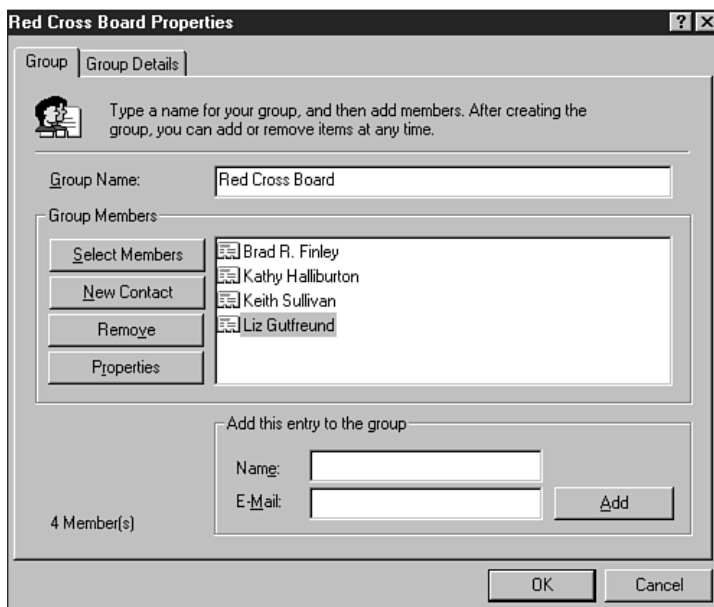 Red Cross Board Properties
Group
Group Details
Type a name for your group, and then add members. After creating the
group, you can add or remove items at any time.
Group Name:
Red Cross Board
Group Members
Select Members
New Contact
Remove
Properties
Brad R. Finley
Kathy Halliburton
Keith Sullivan
Liz Gutfreund
Add this entry to the group
Name:
E-Mail:
Add
4 Member(s)
OK
Cancel